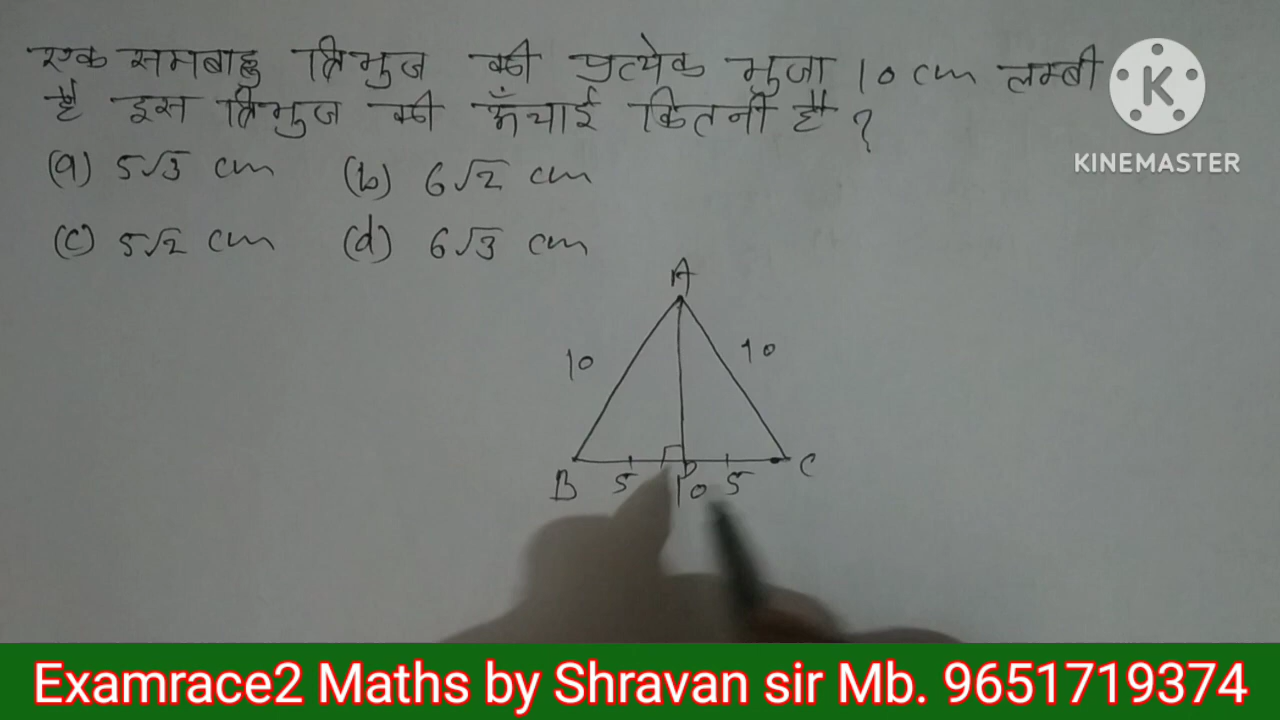 एक समबाहु त्रिभुज की प्रत्येक भुजा 10 cm लम्बी
है इस त्रिभुज की ऊँचाई कितनी है ?
(a) 5√3 cm (b) 6√2 cm
(c) 5√2 cm (d) 6√3 cm
K
KINEMASTER
A
10 10
B 5 D 10 5 C
Examrace2 Maths by Shravan sir Mb. 9651719374